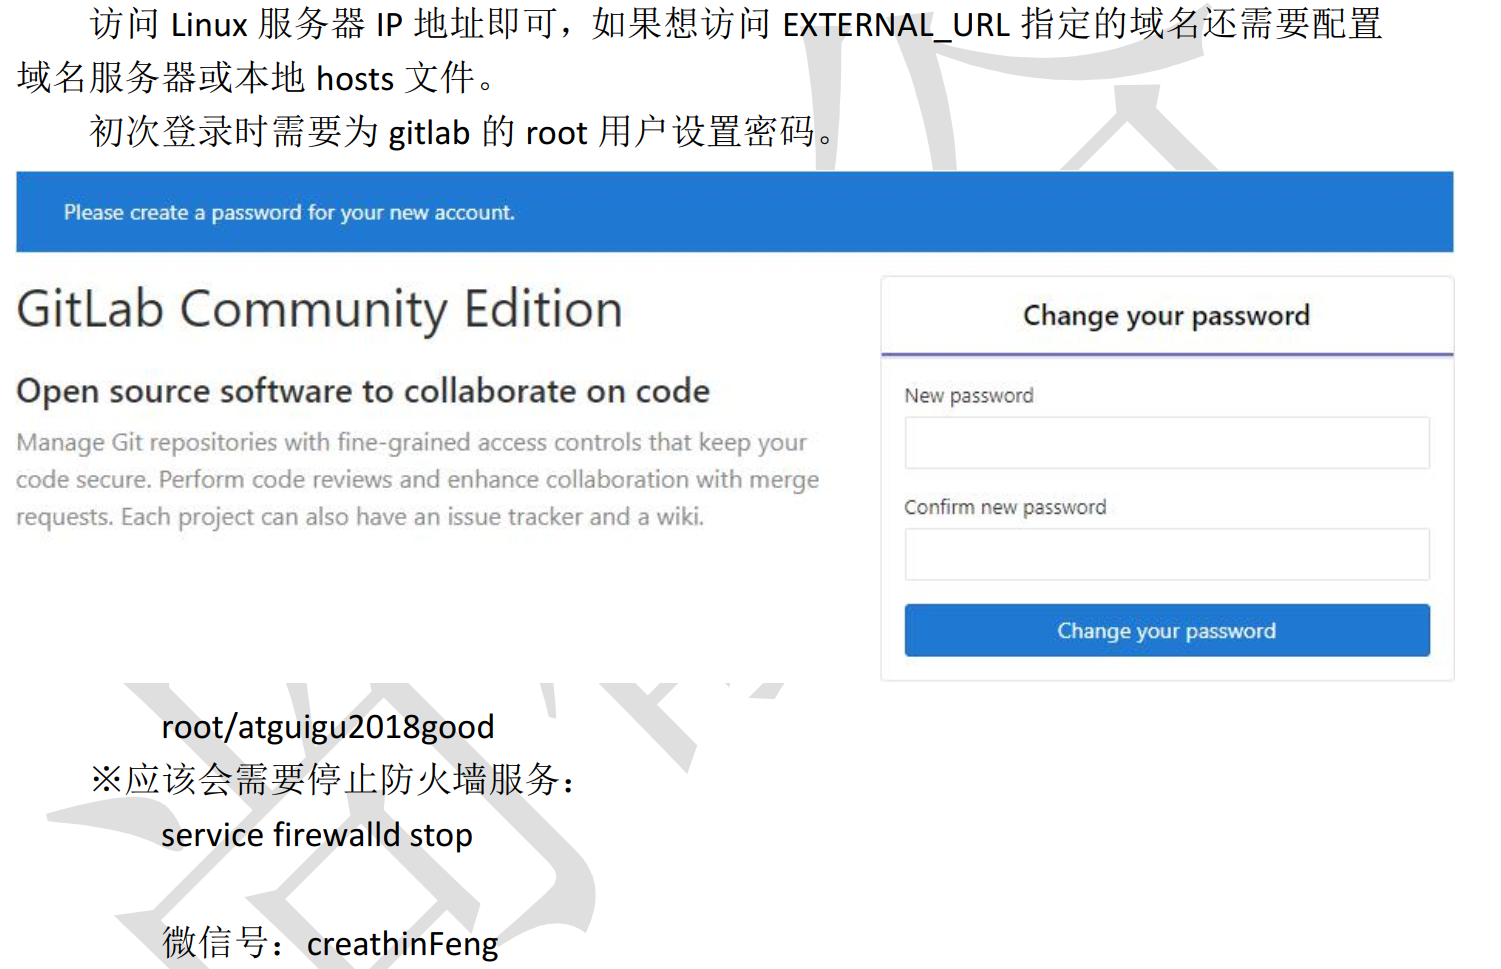 访问 Linux 服务器 IP 地址即可，如果想访问 EXTERNAL_URL 指定的域名还需要配置
域名服务器或本地 hosts 文件。
初次登录时需要为 gitlab 的 root 用户设置密码。
Please create a password for your new account.
GitLab Community Edition
Open source software to collaborate on code
Manage Git repositories with fine-grained access controls that keep your
code secure. Perform code reviews and enhance collaboration with merge
requests. Each project can also have an issue tracker and a wiki.
Change your password
New password
Confirm new password
Change your password
root/atguigu2018good
※应该会需要停止防火墙服务：
service firewalld stop
微信号：creathinFeng